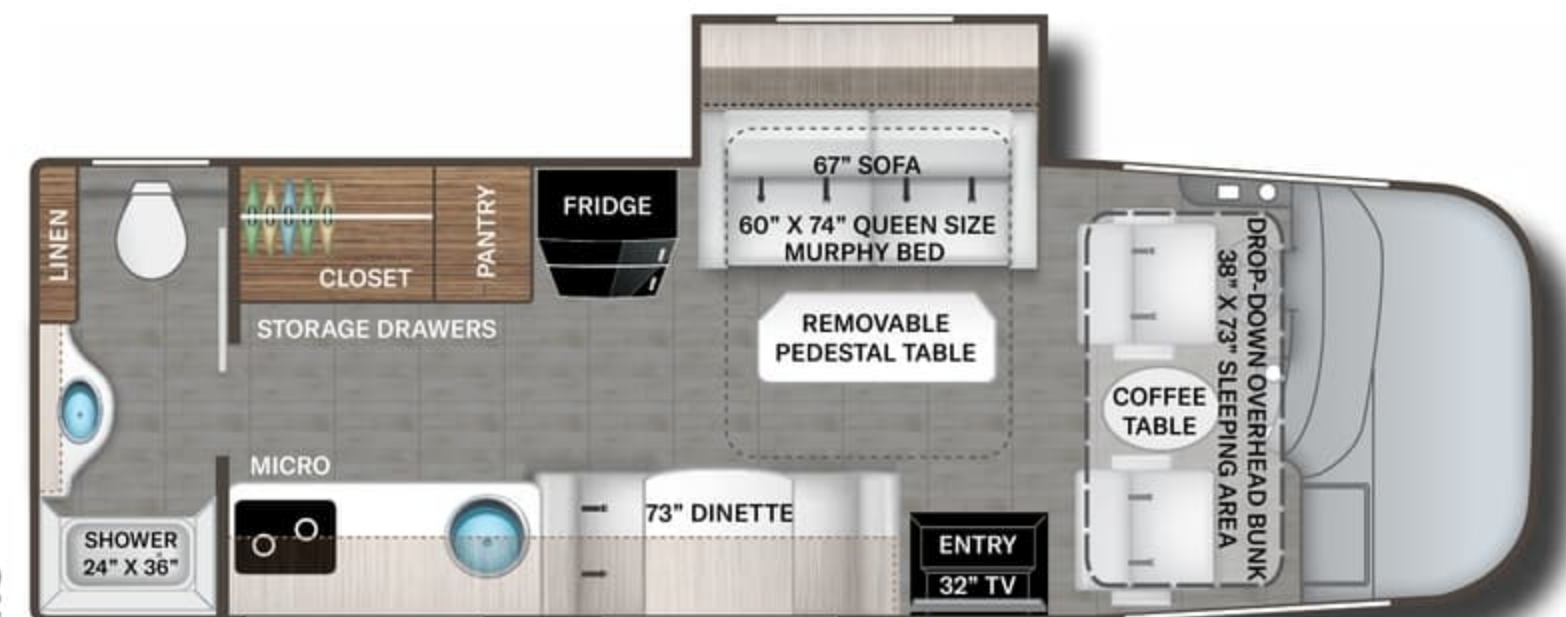 LINEN
CLOSET
PANTRY
STORAGE DRAWERS
FRIDGE
67" SOFA
60" X 74" QUEEN SIZE
MURPHY BED
REMOVABLE
PEDESTAL TABLE
DROP-DOWN OVERHEAD BUNK
38" X 73" SLEEPING AREA
COFFEE
TABLE
MICRO
73" DINETTE
SHOWER
24" X 36"
ENTRY
32" TV